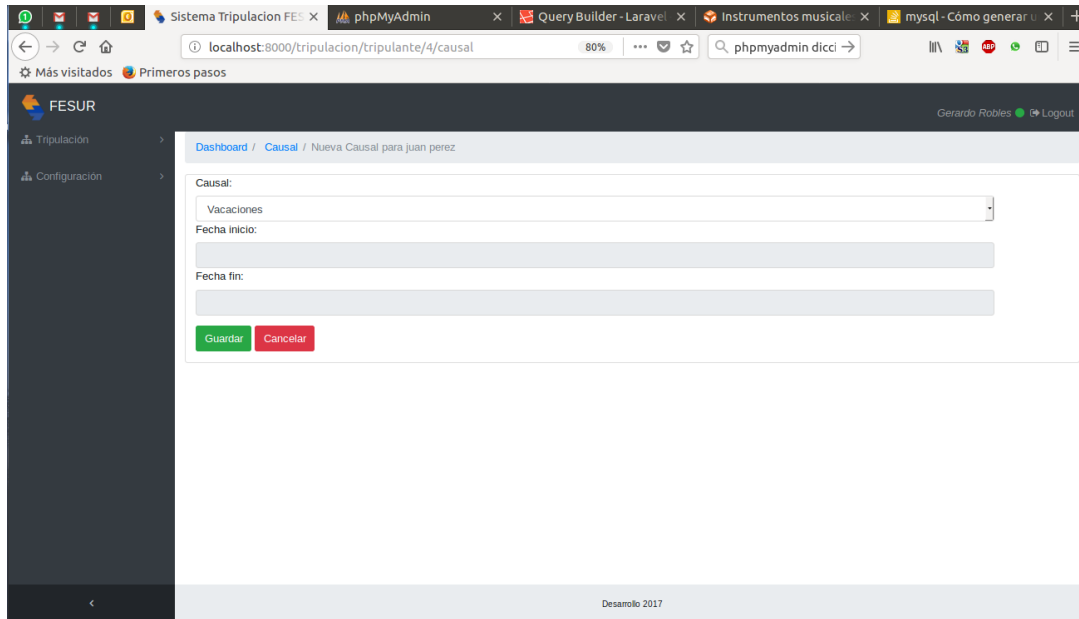 Sistema Tripulacion FES
phpMyAdmin
Query Builder - Laravel
Instrumentos musicale
mysql - Cómo generar u
localhost:8000/tripulacion/tripulante/4/causal
80%
phpmyadmin dicci
ABP
Más visitados
Primeros pasos
FESUR
Gerardo Robles
Logout
Tripulación
Configuración
Dashboard / Causal / Nueva Causal para juan perez
Causal:
Vacaciones
Fecha inicio:
Fecha fin:
Guardar
Cancelar
Desarrollo 2017